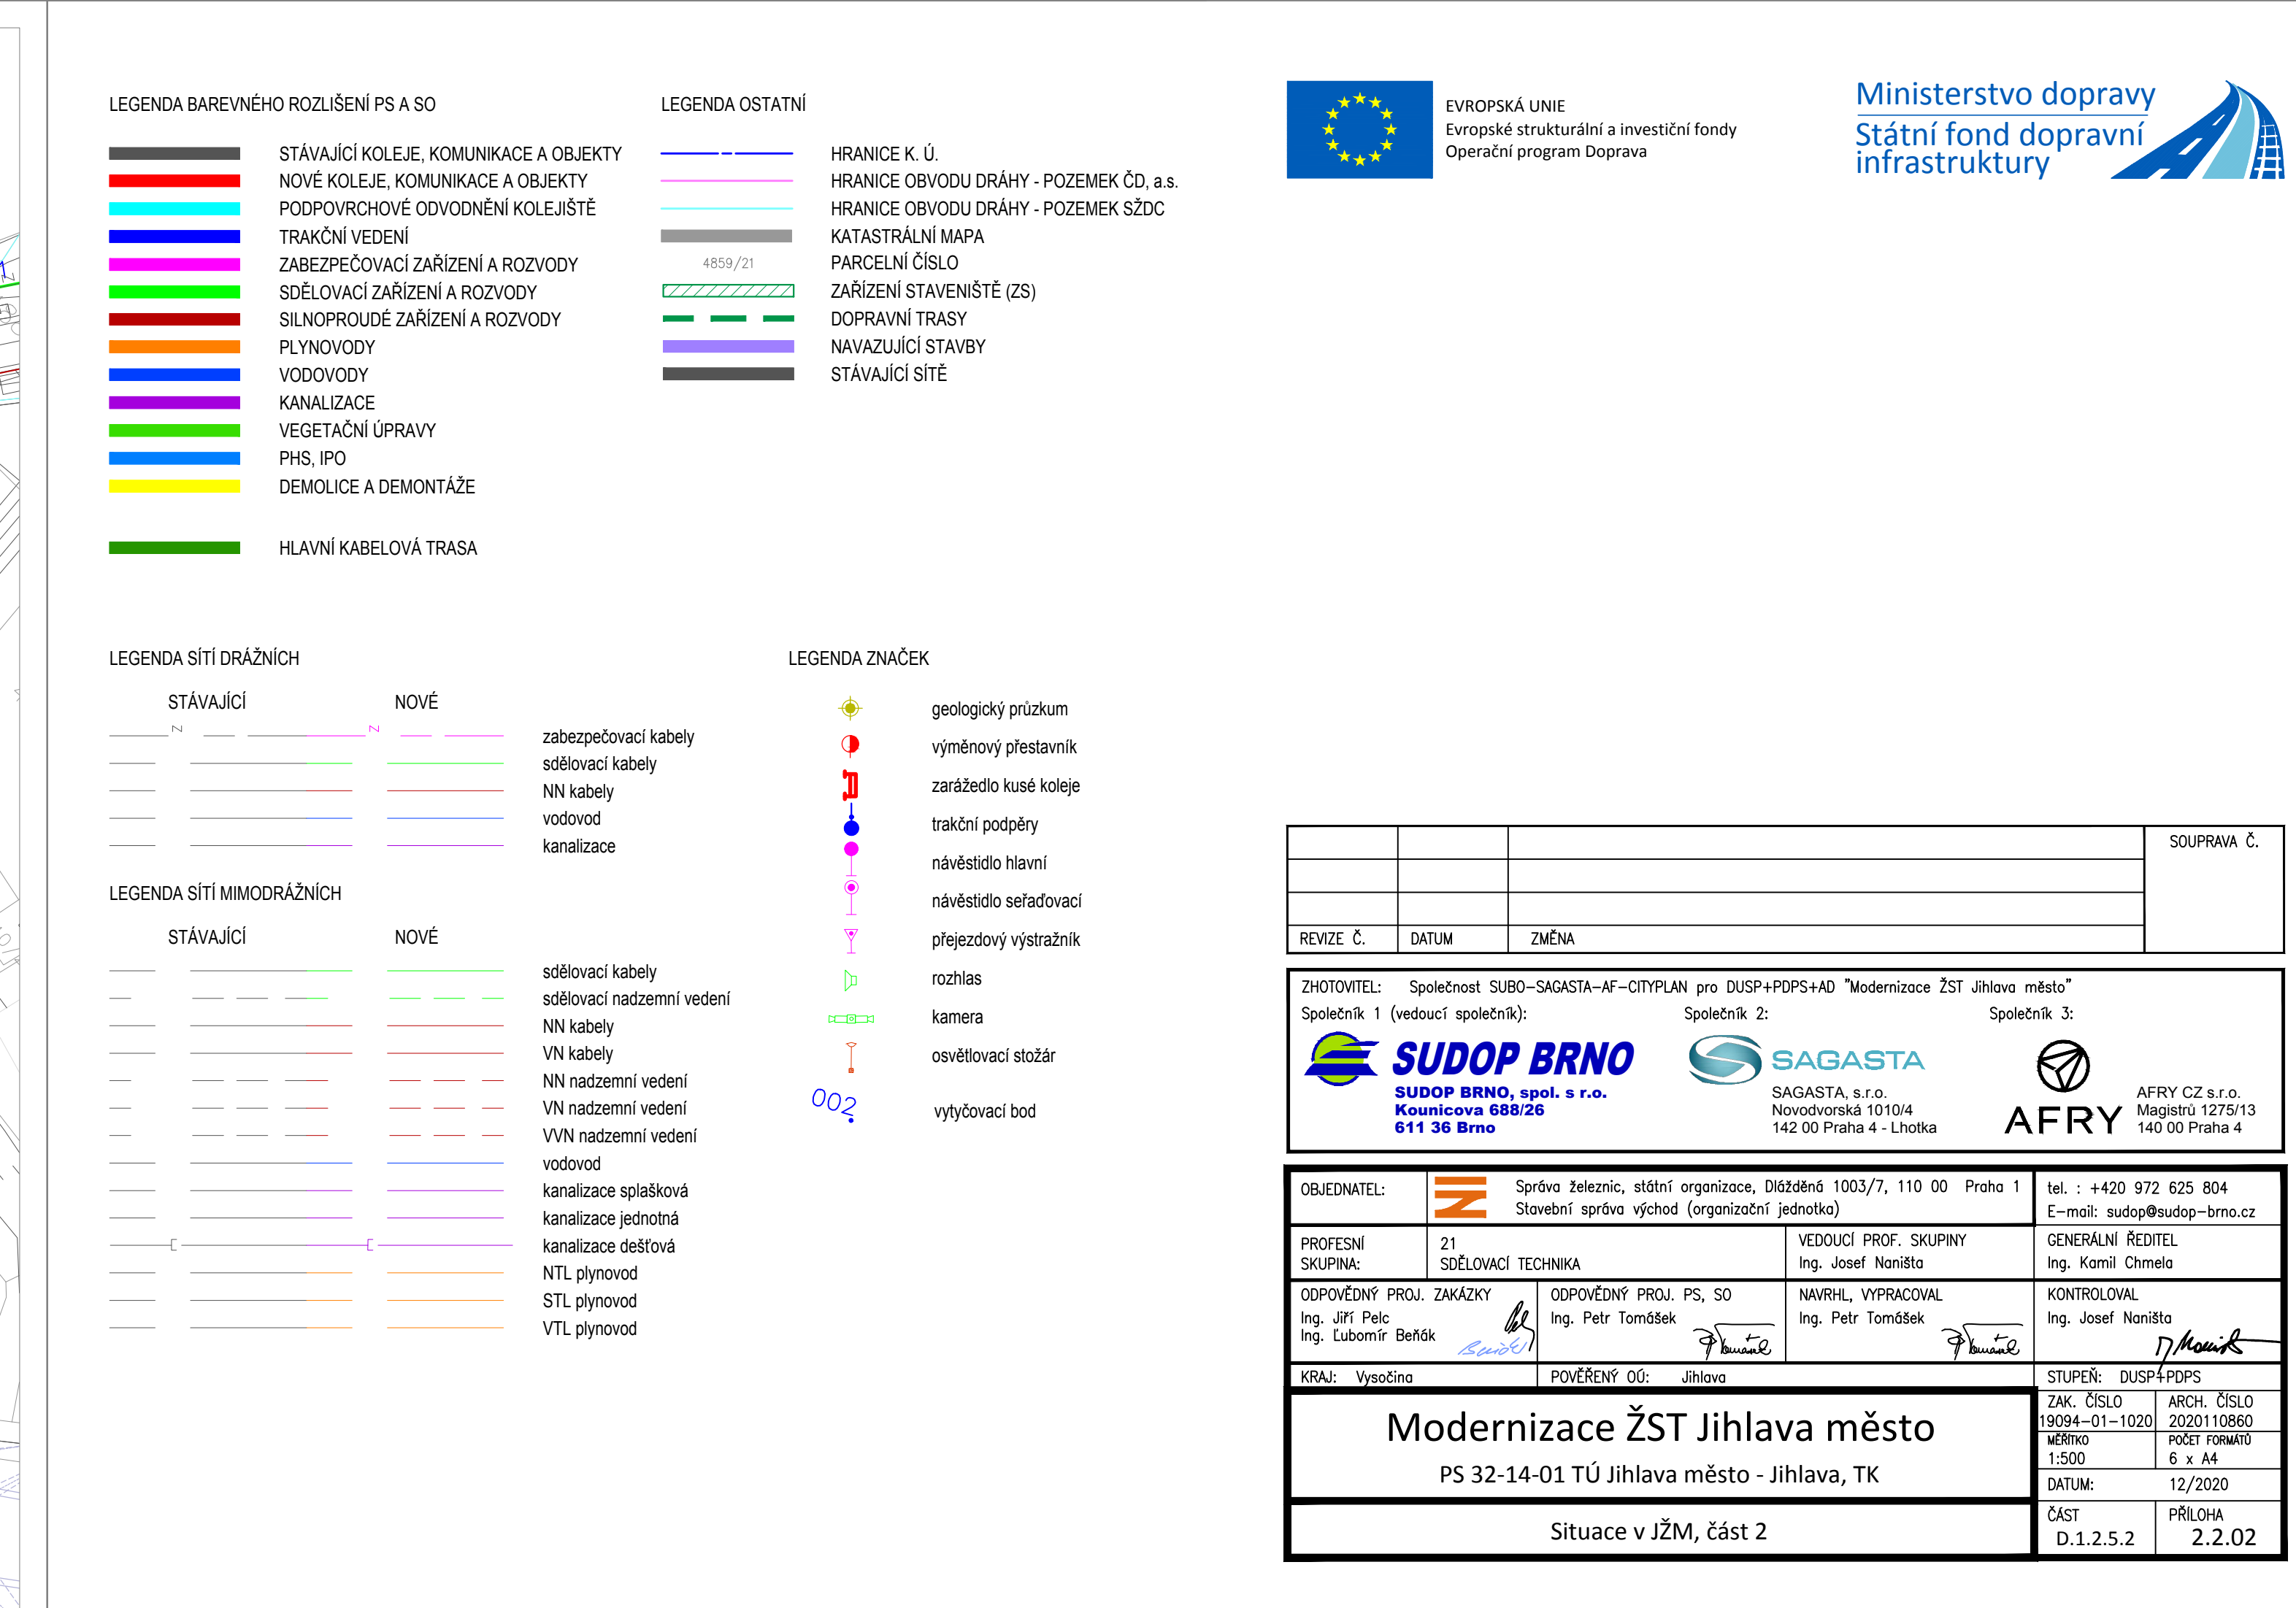 LEGENDA BAREVNÉHO ROZLIŠENÍ PS A SO
STÁVAJÍCÍ KOLEJE, KOMUNIKACE A OBJEKTY
NOVÉ KOLEJE, KOMUNIKACE A OBJEKTY
PODPOVRCHOVÉ ODVODNĚNÍ KOLEJIŠTĚ
TRAKČNÍ VEDENÍ
ZABEZPEČOVACÍ ZAŘÍZENÍ A ROZVODY
SDĚLOVACÍ ZAŘÍZENÍ A ROZVODY
SILNOPROUDÉ ZAŘÍZENÍ A ROZVODY
PLYNOVODY
VODOVODY
KANALIZACE
VEGETAČNÍ ÚPRAVY
PHS, IPO
DEMOLICE A DEMONTÁŽE
HLAVNÍ KABELOVÁ TRASA
LEGENDA OSTATNÍ
HRANICE K. Ú.
HRANICE OBVODU DRÁHY - POZEMEK ČD, a.s.
HRANICE OBVODU DRÁHY - POZEMEK SŽDC
KATASTRÁLNÍ MAPA
4859/21 PARCELNÍ ČÍSLO
ZAŘÍZENÍ STAVENIŠTĚ (ZS)
DOPRAVNÍ TRASY
NAVAZUJÍCÍ STAVBY
STÁVAJÍCÍ SÍTĚ
LEGENDA SÍTÍ DRÁŽNÍCH
STÁVAJÍCÍ NOVÉ
Z Z zabezpečovací kabely
sdělovací kabely
NN kabely
vodovod
kanalizace
LEGENDA SÍTÍ MIMODRÁŽNÍCH
STÁVAJÍCÍ NOVÉ
sdělovací kabely
sdělovací nadzemní vedení
NN kabely
VN kabely
NN nadzemní vedení
VN nadzemní vedení
VVN nadzemní vedení
vodovod
kanalizace splašková
kanalizace jednotná
kanalizace dešťová
NTL plynovod
STL plynovod
VTL plynovod
LEGENDA ZNAČEK
geologický průzkum
výměnový přestavník
zarážedlo kusé koleje
trakční podpěry
návěstidlo hlavní
návěstidlo seřaďovací
přejezdový výstražník
rozhlas
kamera
osvětlovací stožár
002 vytyčovací bod
EVROPSKÁ UNIE
Evropské strukturální a investiční fondy
Operační program Doprava
Ministerstvo dopravy
Státní fond dopravní
infrastruktury
SOUPRAVA Č.
REVIZE Č. DATUM ZMĚNA
ZHOTOVITEL: Společnost SUBO-SAGASTA-AF-CITYPLAN pro DUSP+PDPS+AD "Modernizace ŽST Jihlava město"
Společník 1 (vedoucí společník): Společník 2: Společník 3:
SUDOP BRNO
SUDOP BRNO, spol. s r.o.
Kounicova 688/26
611 36 Brno
SAGASTA
SAGASTA, s.r.o.
Novodvorská 1010/4
142 00 Praha 4 - Lhotka
AFRY
AFRY CZ s.r.o.
Magistrů 1275/13
140 00 Praha 4
OBJEDNATEL:
Správa železnic, státní organizace, Dlážděná 1003/7, 110 00 Praha 1
Stavební správa východ (organizační jednotka)
tel. : +420 972 625 804
E-mail: sudop@sudop-brno.cz
PROFESNÍ
SKUPINA:
21
SDĚLOVACÍ TECHNIKA
VEDOUCÍ PROF. SKUPINY
Ing. Josef Naništa
GENERÁLNÍ ŘEDITEL
Ing. Kamil Chmela
ODPOVĚDNÝ PROJ. ZAKÁZKY
Ing. Jiří Pelc
Ing. Ľubomír Beňák
ODPOVĚDNÝ PROJ. PS, SO
Ing. Petr Tomášek
NAVRHL, VYPRACOVAL
Ing. Petr Tomášek
KONTROLOVAL
Ing. Josef Naništa
KRAJ: Vysočina
POVĚŘENÝ OÚ: Jihlava
STUPEŇ: DUSP+PDPS
Modernizace ŽST Jihlava město
PS 32-14-01 TÚ Jihlava město - Jihlava, TK
Situace v JŽM, část 2
ZAK. ČÍSLO
19094-01-1020
ARCH. ČÍSLO
2020110860
MĚŘÍTKO
1:500
POČET FORMÁTŮ
6 x A4
DATUM: 12/2020
ČÁST
D.1.2.5.2
PŘÍLOHA
2.2.02